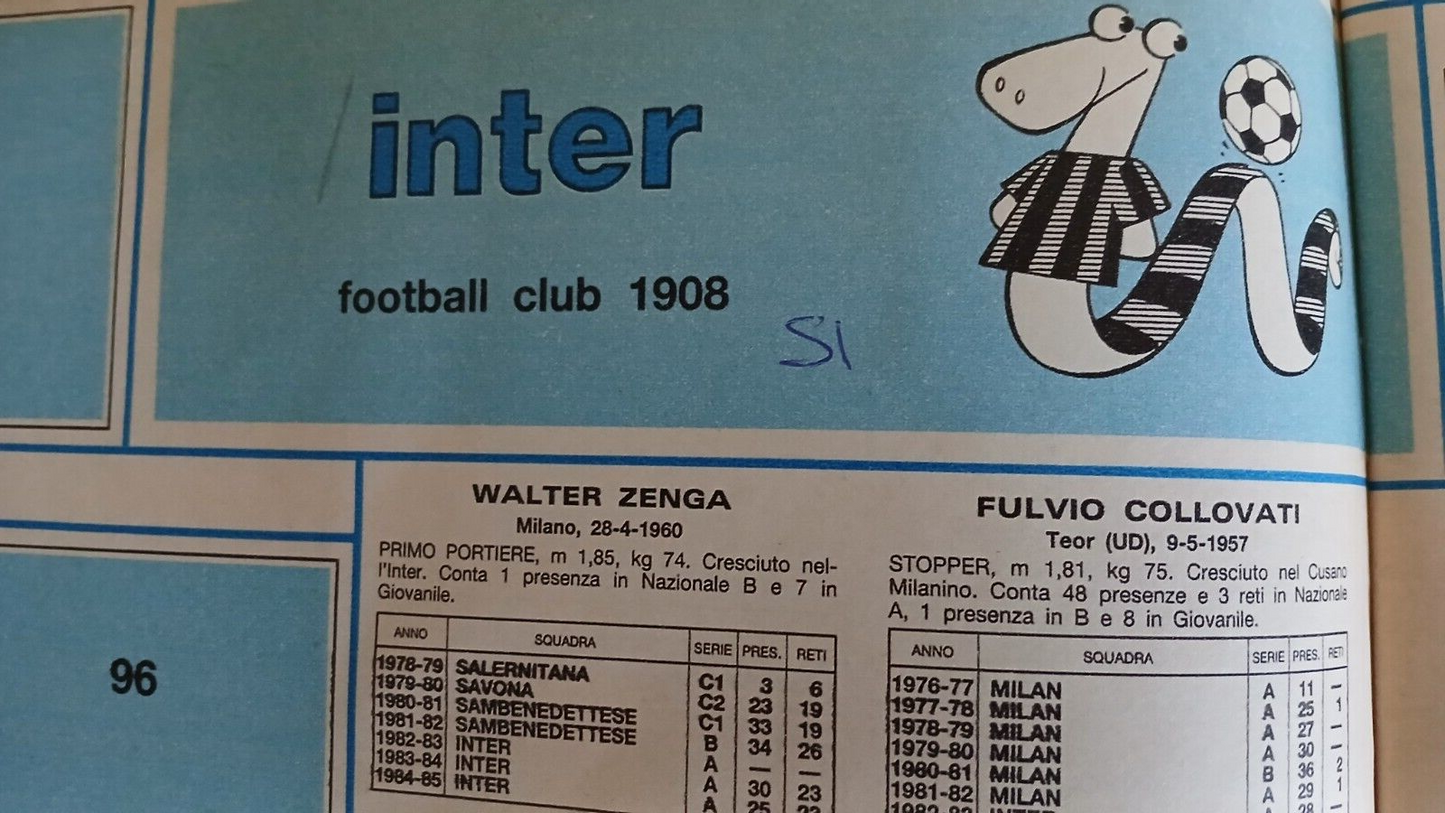 inter
football club 1908
SI
WALTER ZENGA
Milano, 28-4-1960
PRIMO PORTIERE, m 1,85, kg 74. Cresciuto nel-
l'Inter. Conta 1 presenza in Nazionale B e 7 in
Giovanile.
ANNO SQUADRA SERIE PRES. RETI
1978-79 SALERNITANA C1 3 6
1979-80 SAVONA C2 23 19
1980-81 SAMBENEDETTESE C1 33 19
1981-82 SAMBENEDETTESE B 34 26
1982-83 INTER A — —
1983-84 INTER A 30 23
1984-85 INTER A 25 22
FULVIO COLLOVATI
Teor (UD), 9-5-1957
STOPPER, m 1,81, kg 75. Cresciuto nel Cusano
Milanino. Conta 48 presenze e 3 reti in Nazionale
A, 1 presenza in B e 8 in Giovanile.
ANNO SQUADRA SERIE PRES. RETI
1976-77 MILAN A 11 —
1977-78 MILAN A 25 1
1978-79 MILAN A 27 —
1979-80 MILAN A 30 —
1980-81 MILAN B 36 2
1981-82 MILAN A 29 1
1982-83 INTER A 28 —
96